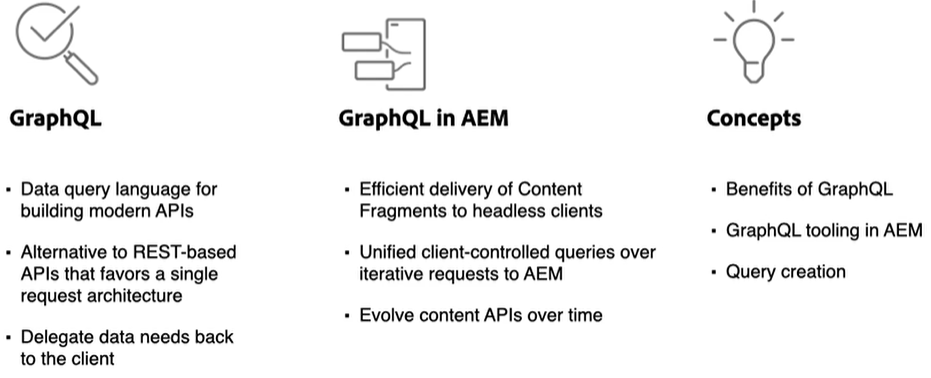 GraphQL
Data query language for
building modern APIs
Alternative to REST-based
APIs that favors a single
request architecture
Delegate data needs back
to the client
GraphQL in AEM
Efficient delivery of Content
Fragments to headless clients
Unified client-controlled queries over
iterative requests to AEM
Evolve content APIs over time
Concepts
Benefits of GraphQL
GraphQL tooling in AEM
Query creation